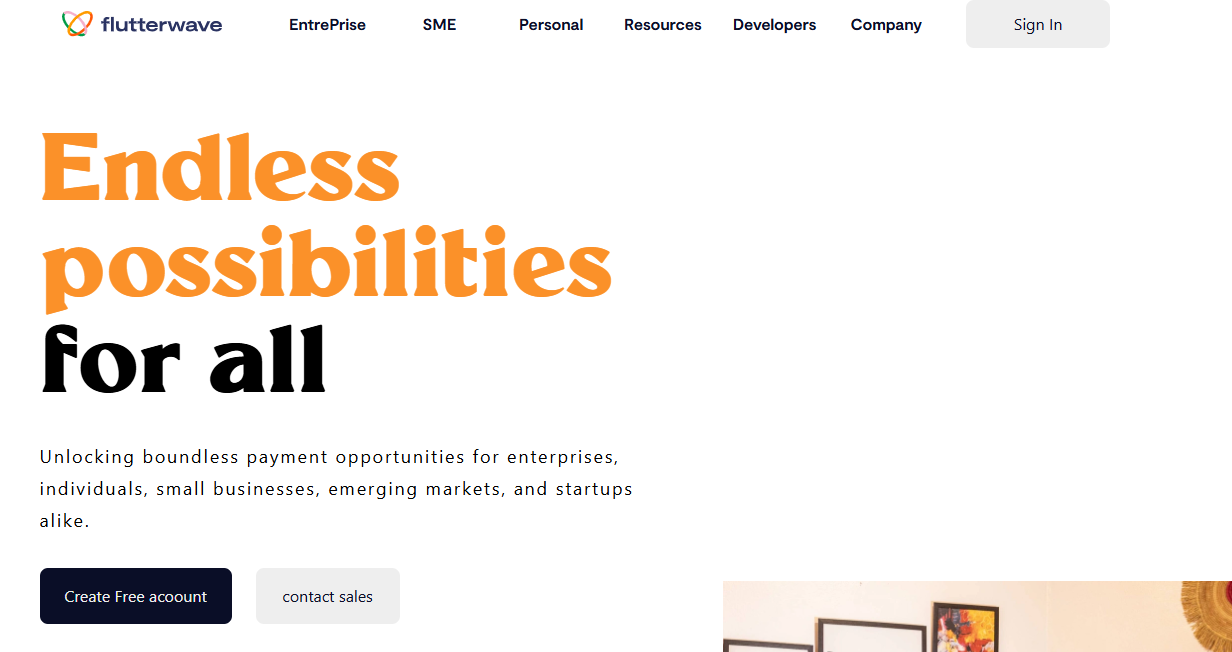 flutterwave EntrePrise SME Personal Resources Developers Company Sign In
Endless
possibilities
for all
Unlocking boundless payment opportunities for enterprises,
individuals, small businesses, emerging markets, and startups
alike.
Create Free acoount contact sales